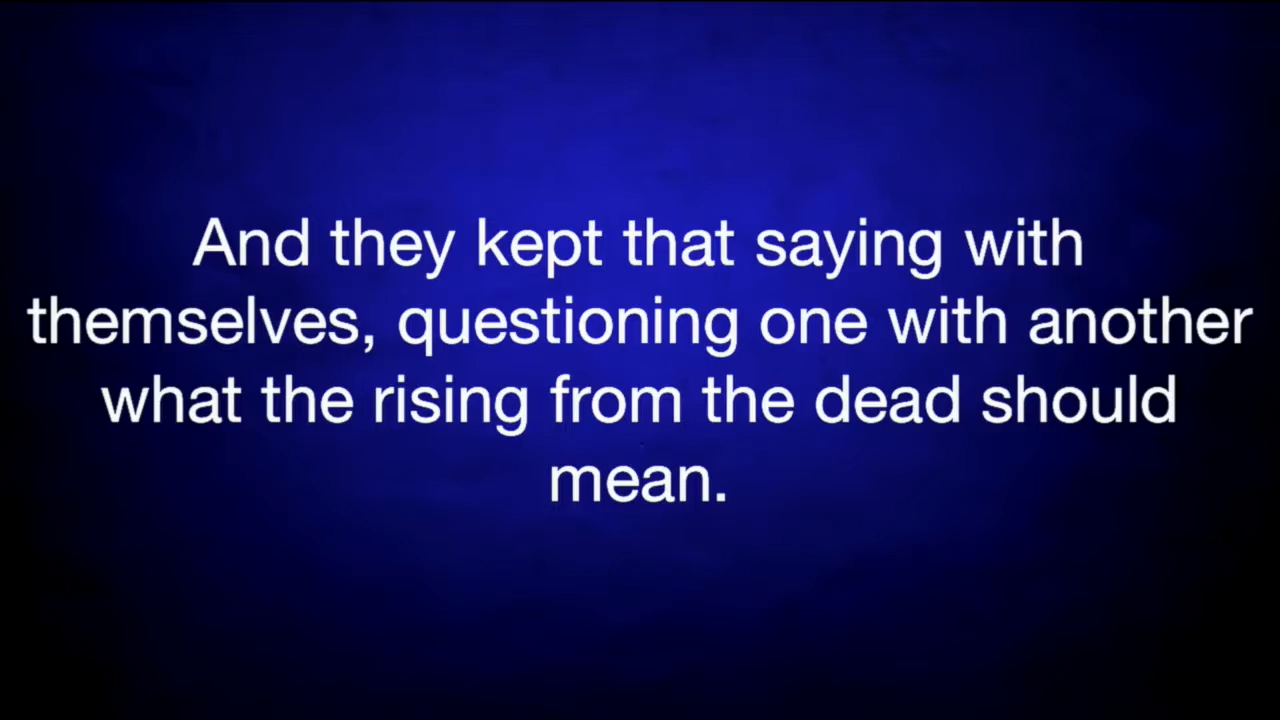 And they kept that saying with
themselves, questioning one with another
what the rising from the dead should
mean.